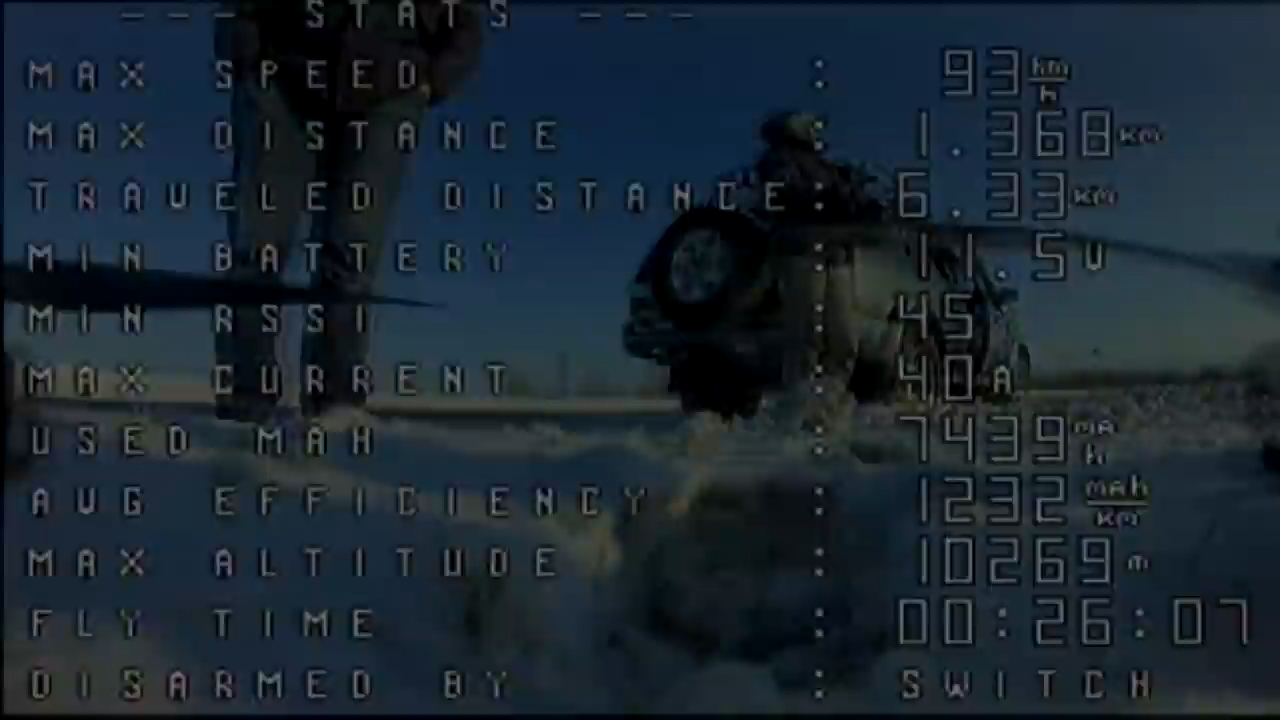 --- STATS ---
MAX SPEED : 93 km/h
MAX DISTANCE : 1.368 km
TRAVELED DISTANCE : 6.33 km
MIN BATTERY : 11.5 V
MIN RSSI : 45
MAX CURRENT : 40 A
USED MAH : 7439 mAh
AVG EFFICIENCY : 1232 mAh/km
MAX ALTITUDE : 10269 m
FLY TIME : 00:26:07
DISARMED BY : SWITCH